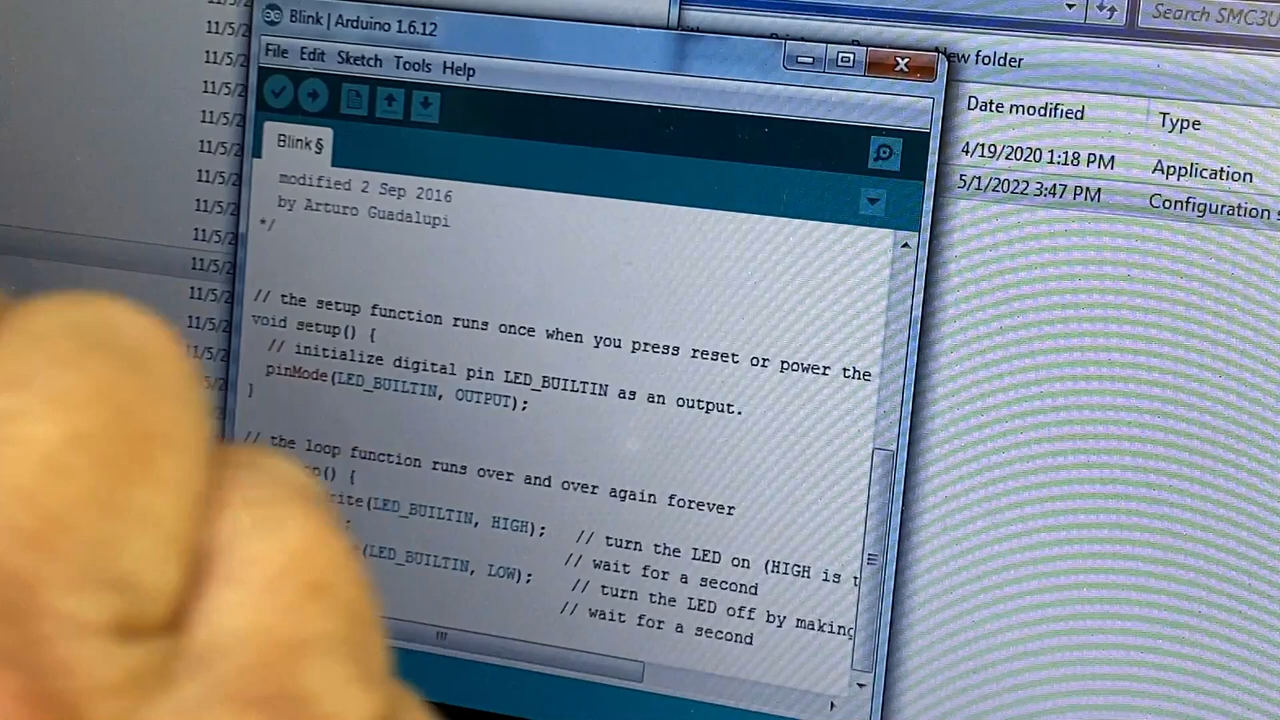 Blink | Arduino 1.6.12
Search SMC3U
File Edit Sketch Tools Help
New folder
Date modified
Type
4/19/2020 1:18 PM
Application
5/1/2022 3:47 PM
Configuration s
Blink §
modified 2 Sep 2016
by Arturo Guadalupi
*/
// the setup function runs once when you press reset or power the
void setup() {
// initialize digital pin LED_BUILTIN as an output.
pinMode(LED_BUILTIN, OUTPUT);
}
// the loop function runs over and over again forever
op() {
rite(LED_BUILTIN, HIGH); // turn the LED on (HIGH is t
; // wait for a second
(LED_BUILTIN, LOW); // turn the LED off by making
// wait for a second
11/5/2
11/5/2
11/5/2
11/5/2
11/5/2
11/5/2
11/5/2
11/5/2
11/5/2
11/5/2
11/5/2